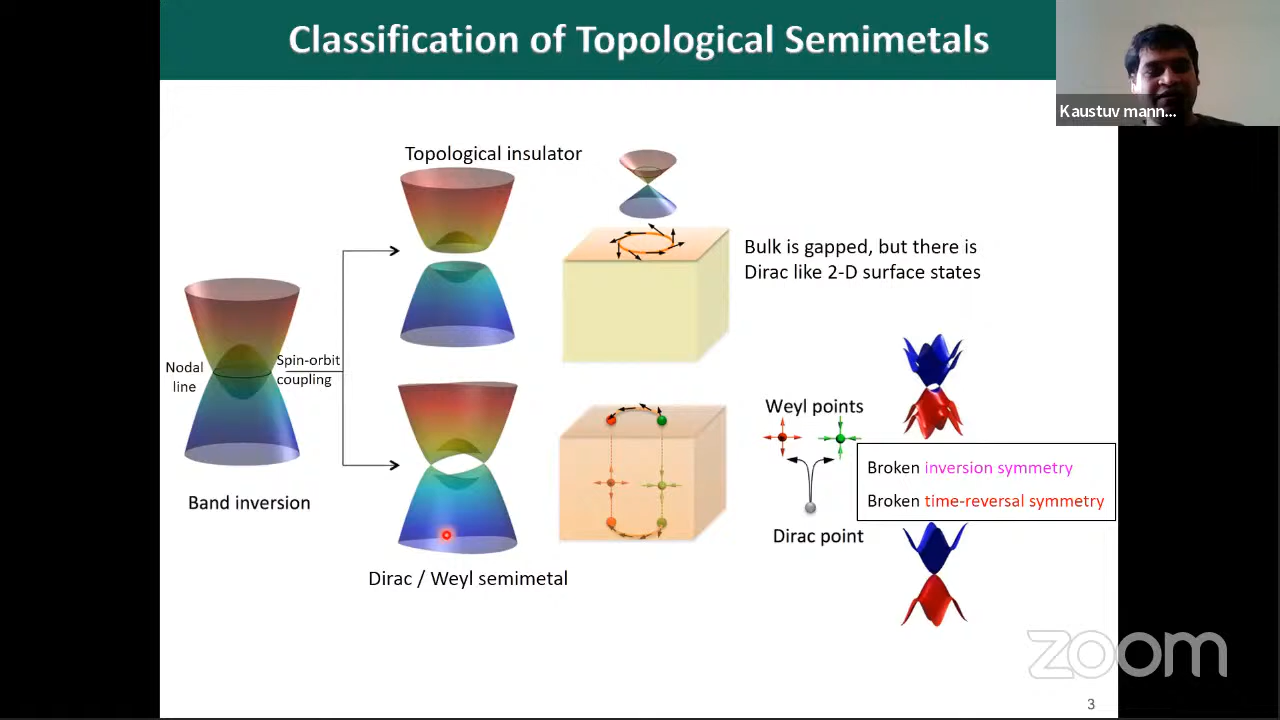 Classification of Topological Semimetals
Kaustuv mann...
Topological insulator
Bulk is gapped, but there is
Dirac like 2-D surface states
Nodal
line
Spin-orbit
coupling
Band inversion
Weyl points
Broken inversion symmetry
Broken time-reversal symmetry
Dirac point
Dirac / Weyl semimetal
zoom
3